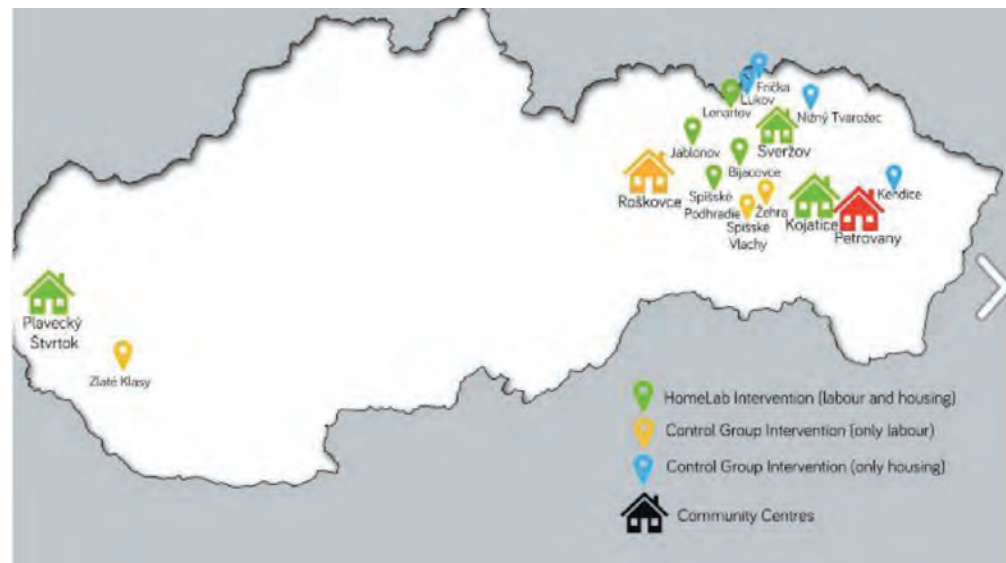 Frička
Lukov
Lenartov
Nižný Tvarožec
Jablonov
Sveržov
Bijacovce
Roškovce
Spišské
Podhradie
Žehra
Spišské
Vlachy
Kojatice
Kendice
Petrovany
Plavecký
Štvrtok
Zlaté Klasy
HomeLab Intervention (labour and housing)
Control Group Intervention (only labour)
Control Group Intervention (only housing)
Community Centres